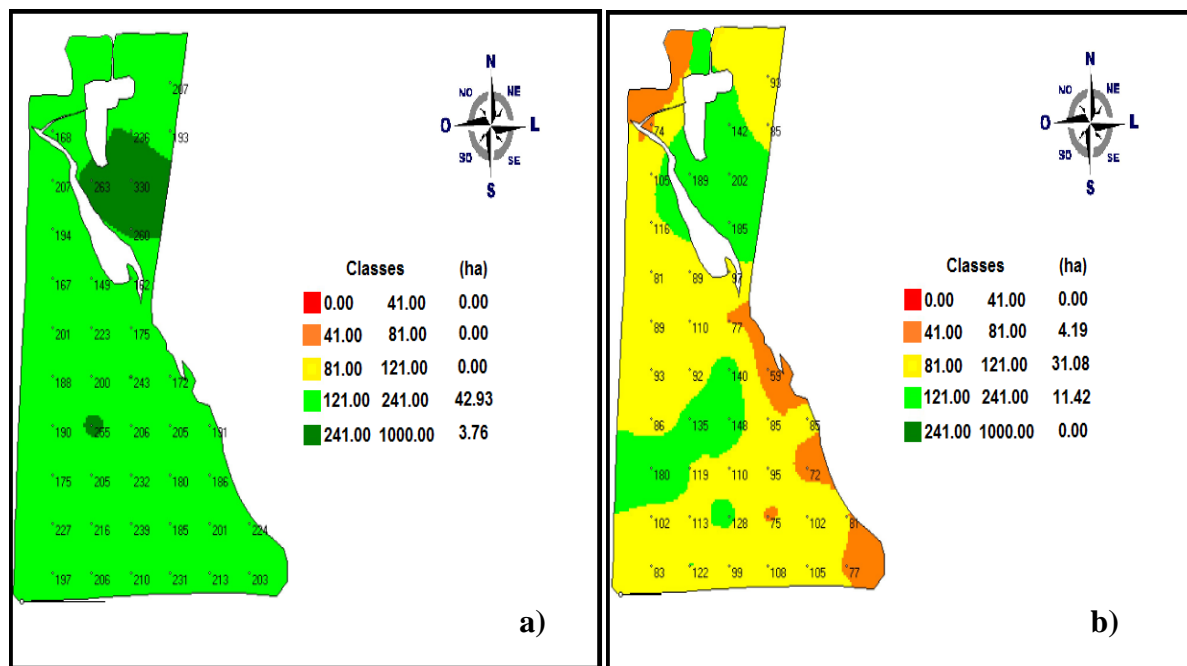 N
NO NE
O L
SO SE
S
207
168 236 193
207 263 330
194 260
167 149 162
201 223 175
188 200 243 172
190 265 206 205 191
175 205 232 180 186
227 216 239 185 201 224
197 206 210 231 213 203
Classes (ha)
0.00 41.00 0.00
41.00 81.00 0.00
81.00 121.00 0.00
121.00 241.00 42.93
241.00 1000.00 3.76
a)
N
NO NE
O L
SO SE
S
93
74 142 85
105 189 202
116 185
81 89 97
89 110 77
93 92 140 59
86 135 148 85 85
180 119 110 95 72
102 113 128 75 102 81
83 122 99 108 105 77
Classes (ha)
0.00 41.00 0.00
41.00 81.00 4.19
81.00 121.00 31.08
121.00 241.00 11.42
241.00 1000.00 0.00
b)